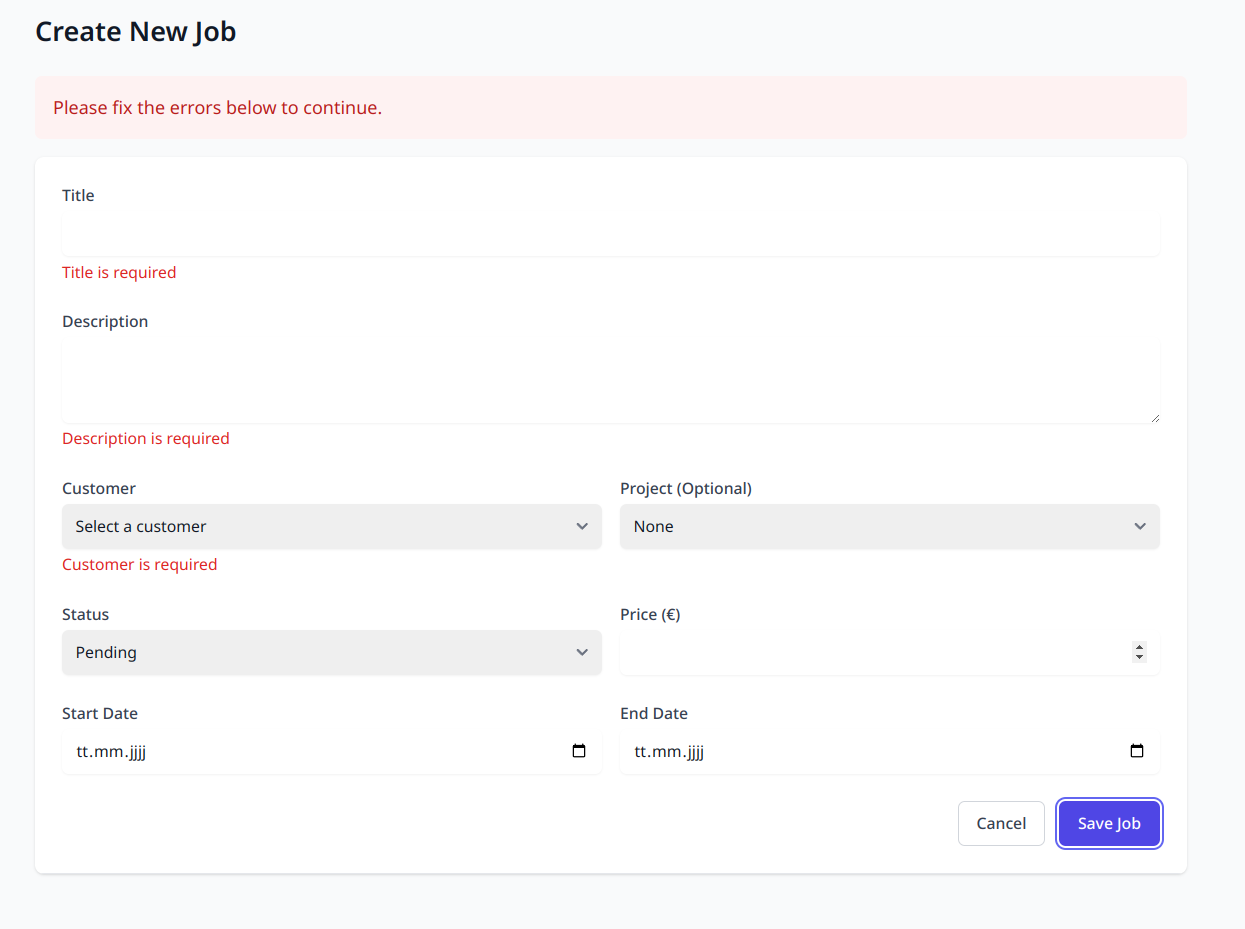 Create New Job
Please fix the errors below to continue.
Title
Title is required
Description
Description is required
Customer
Project (Optional)
Select a customer
None
Customer is required
Status
Price (€)
Pending
Start Date
End Date
tt.mm.jjjj
tt.mm.jjjj
Cancel
Save Job